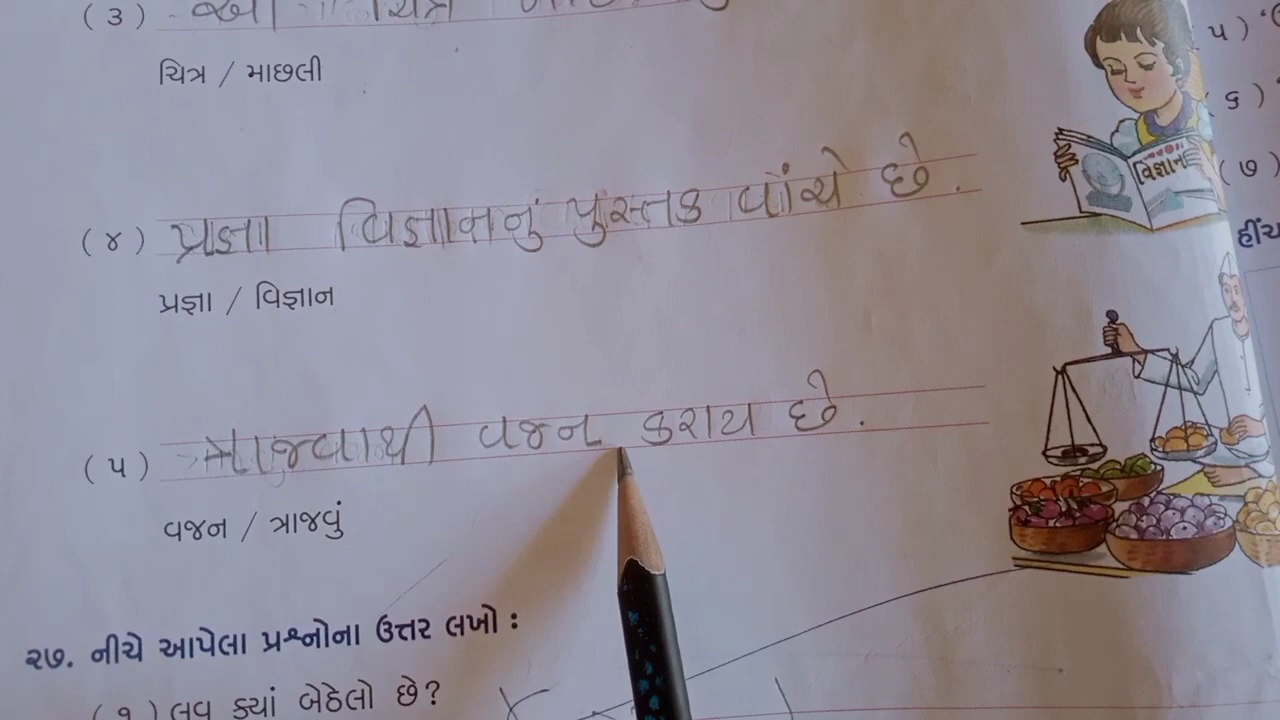 (૩) આ ચિત્ર
ચિત્ર / માછલી
(૪) પ્રજ્ઞા વિજ્ઞાનનું પુસ્તક વાંચે છે.
પ્રજ્ઞા / વિજ્ઞાન
વિજ્ઞાન
(૫) ત્રાજવાથી વજન કરાય છે.
વજન / ત્રાજવું
૨૭. નીચે આપેલા પ્રશ્નોના ઉત્તર લખો :
(૧) લવ ક્યાં બેઠેલો છે?
૫)
૬)
(૭)